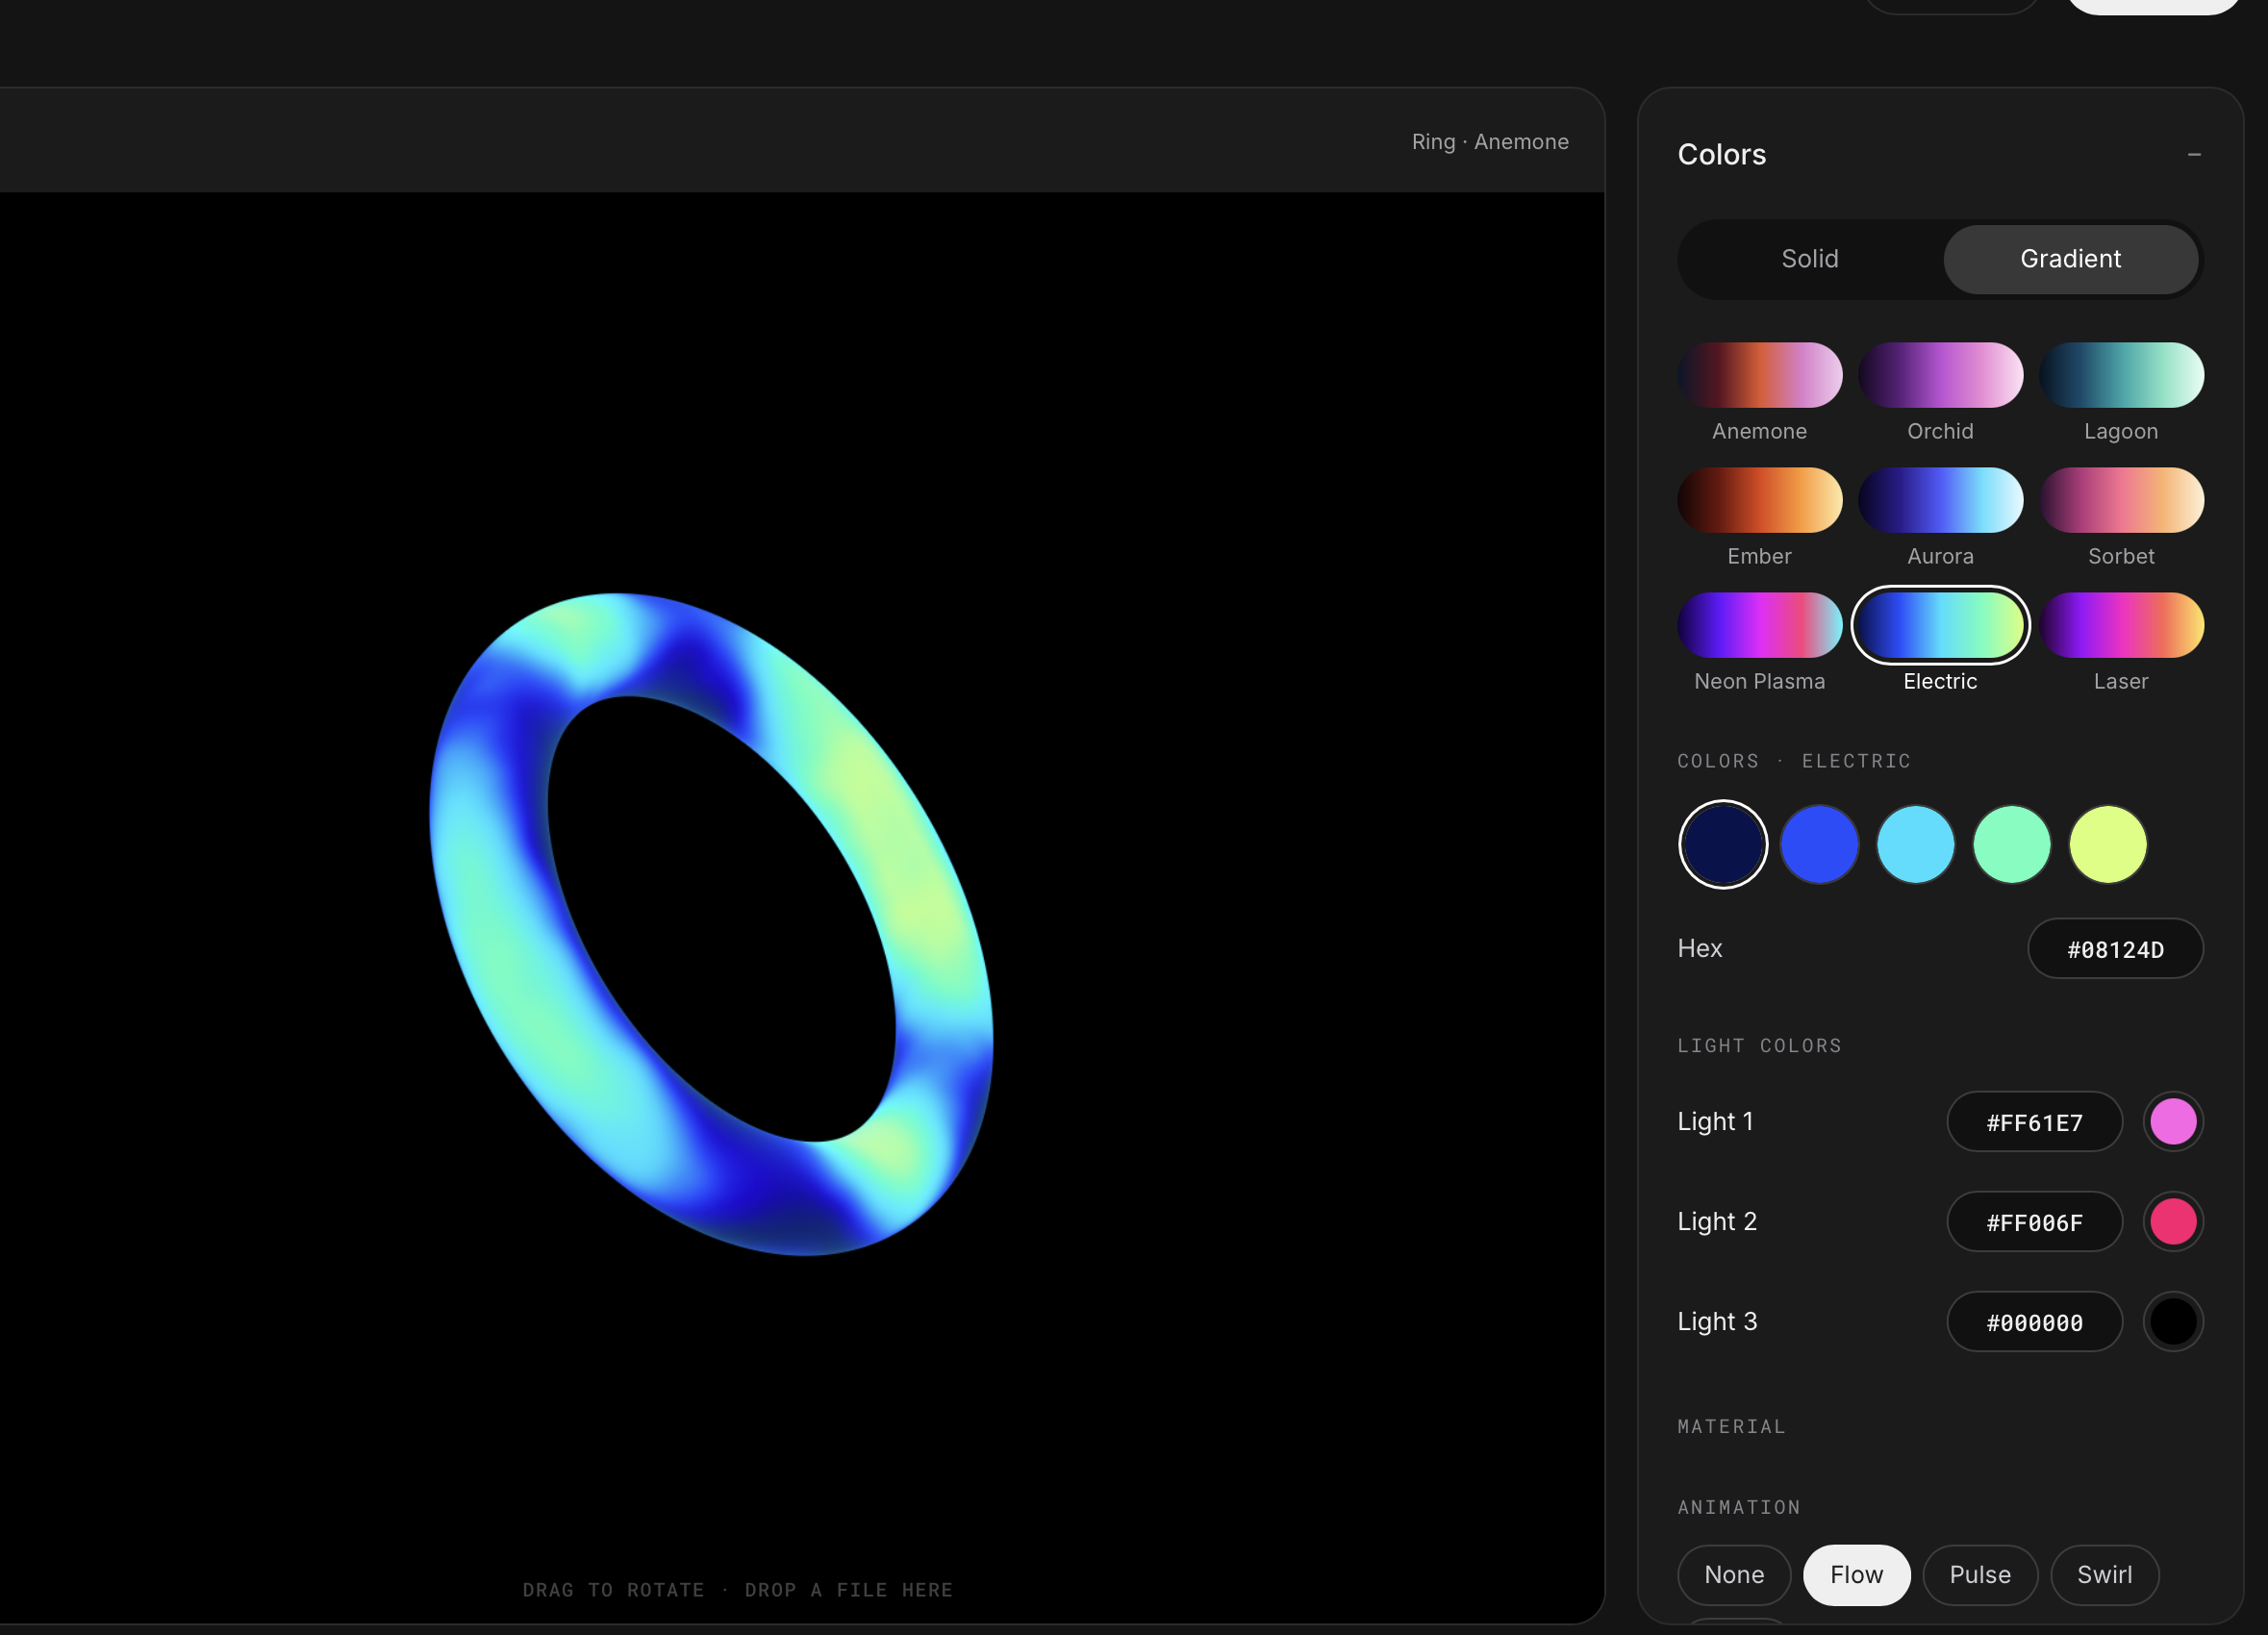 Ring · Anemone
Colors
Solid Gradient
Anemone Orchid Lagoon
Ember Aurora Sorbet
Neon Plasma Electric Laser
COLORS · ELECTRIC
Hex #08124D
LIGHT COLORS
Light 1 #FF61E7
Light 2 #FF006F
Light 3 #000000
MATERIAL
ANIMATION
None Flow Pulse Swirl
DRAG TO ROTATE · DROP A FILE HERE